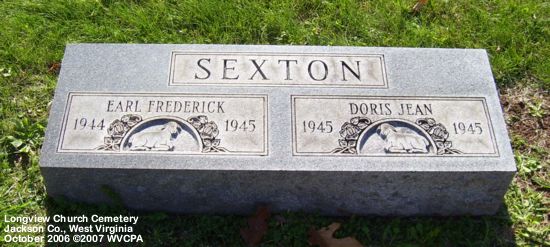 SEXTON
EARL FREDERICK
1944 1945
DORIS JEAN
1945 1945
Longview Church Cemetery
Jackson Co., West Virginia
October 2006 ©2007 WVCPA